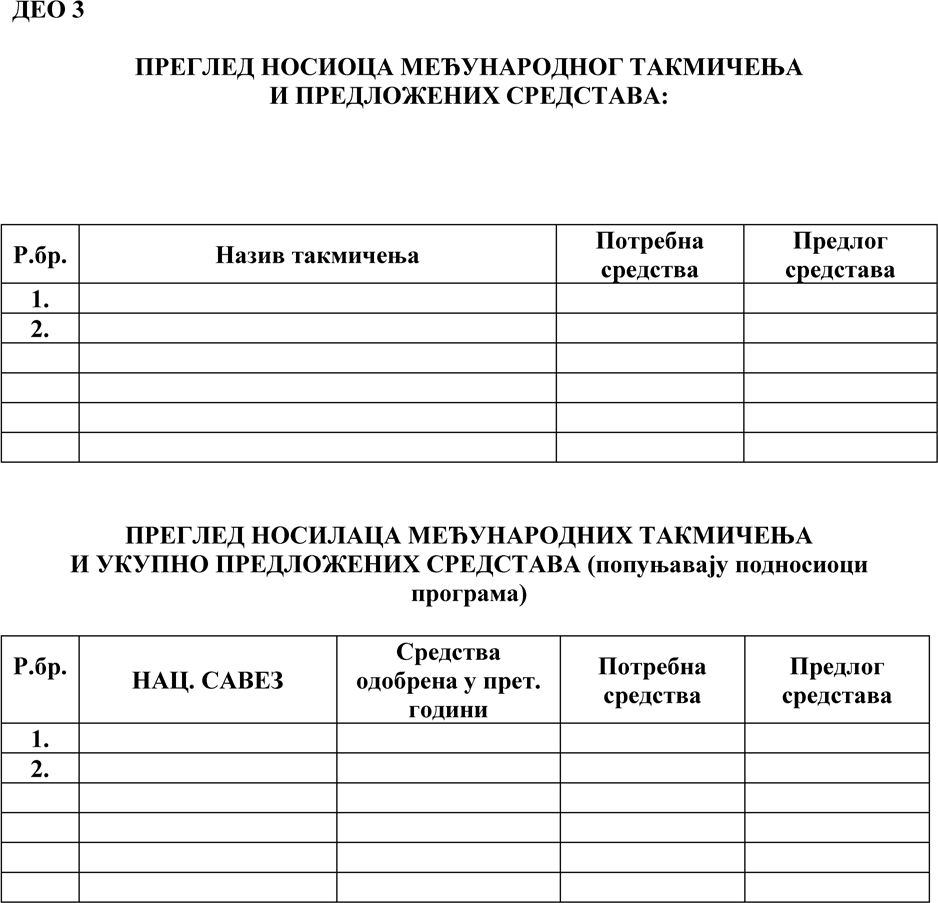 ДЕО 3
ПРЕГЛЕД НОСИОЦА МЕЂУНАРОДНОГ ТАКМИЧЕЊА
И ПРЕДЛОЖЕНИХ СРЕДСТАВА:
Р.бр. Назив такмичења Потребна средства Предлог средстава
1.
2.
ПРЕГЛЕД НОСИЛАЦА МЕЂУНАРОДНИХ ТАКМИЧЕЊА
И УКУПНО ПРЕДЛОЖЕНИХ СРЕДСТАВА (попуњавају подносиоци
програма)
Р.бр. НАЦ. САВЕЗ Средства одобрена у прет. години Потребна средства Предлог средстава
1.
2.